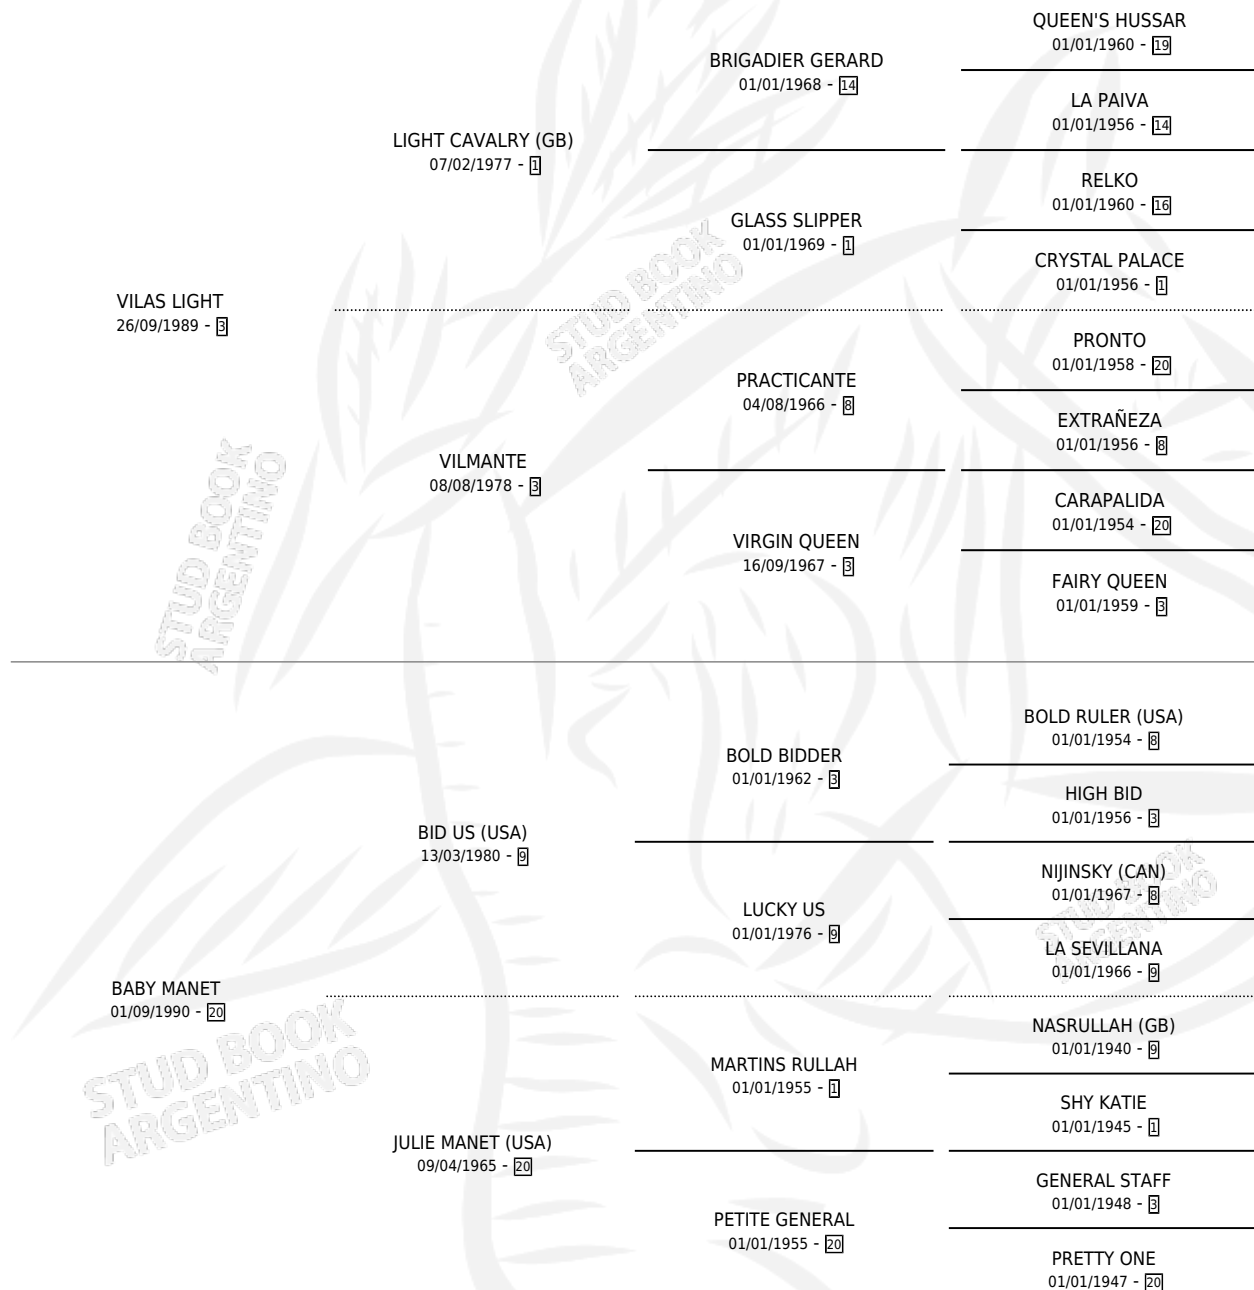 QUEEN'S HUSSAR
01/01/1960 - 19
BRIGADIER GERARD
01/01/1968 - 14
LA PAIVA
01/01/1956 - 14
LIGHT CAVALRY (GB)
07/02/1977 - 1
RELKO
01/01/1960 - 16
GLASS SLIPPER
01/01/1969 - 1
CRYSTAL PALACE
01/01/1956 - 1
VILAS LIGHT
26/09/1989 - 3
STUD BOOK
ARGENTINO
PRONTO
01/01/1958 - 20
PRACTICANTE
04/08/1966 - 8
EXTRAÑEZA
01/01/1956 - 8
VILMANTE
08/08/1978 - 3
CARAPALIDA
01/01/1954 - 20
VIRGIN QUEEN
16/09/1967 - 3
FAIRY QUEEN
01/01/1959 - 3
STUD BOOK
ARGENTINO
BOLD RULER (USA)
01/01/1954 - 8
BOLD BIDDER
01/01/1962 - 3
HIGH BID
01/01/1956 - 3
BID US (USA)
13/03/1980 - 9
NIJINSKY (CAN)
01/01/1967 - 8
LUCKY US
01/01/1976 - 9
LA SEVILLANA
01/01/1966 - 9
STUD BOOK
ARGENTINO
BABY MANET
01/09/1990 - 20
NASRULLAH (GB)
01/01/1940 - 9
MARTINS RULLAH
01/01/1955 - 1
SHY KATIE
01/01/1945 - 1
STUD BOOK
ARGENTINO
JULIE MANET (USA)
09/04/1965 - 20
GENERAL STAFF
01/01/1948 - 3
PETITE GENERAL
01/01/1955 - 20
PRETTY ONE
01/01/1947 - 20